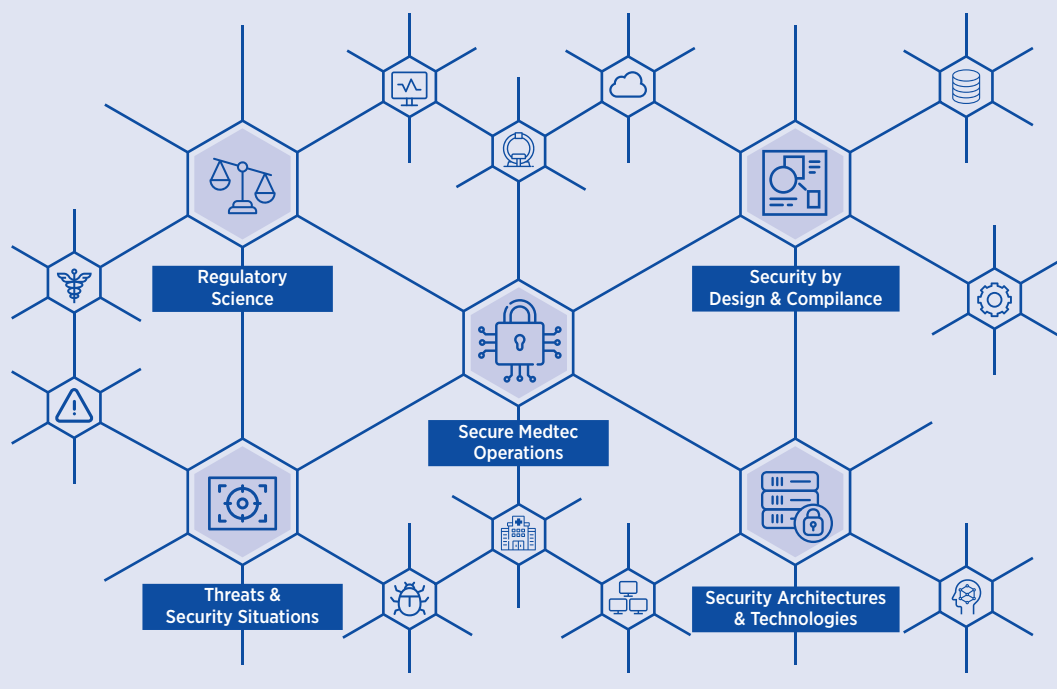 Regulatory
Science
Security by
Design & Compilance
Secure Medtec
Operations
Threats &
Security Situations
Security Architectures
& Technologies